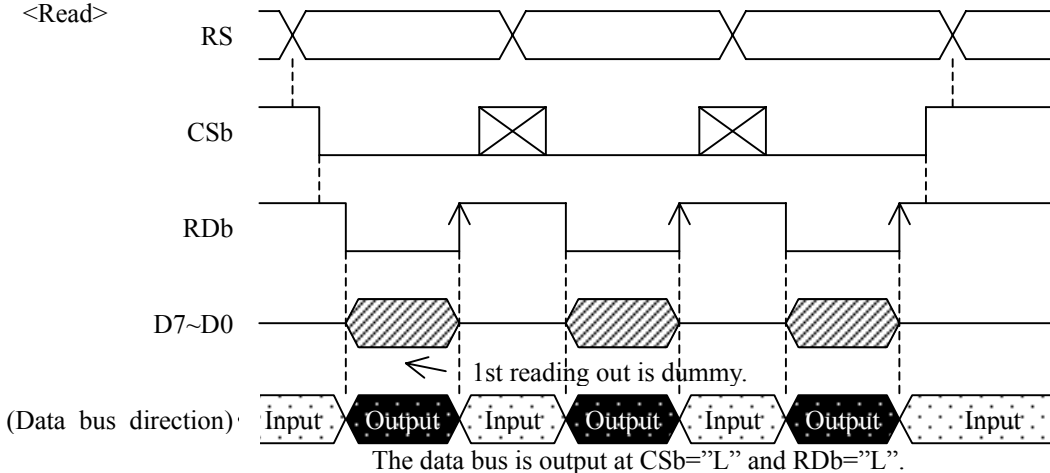 <Read>
RS
CSb
RDb
D7~D0
1st reading out is dummy.
(Data bus direction) Input Output Input Output Input Output Input
The data bus is output at CSb=”L” and RDb=”L”.